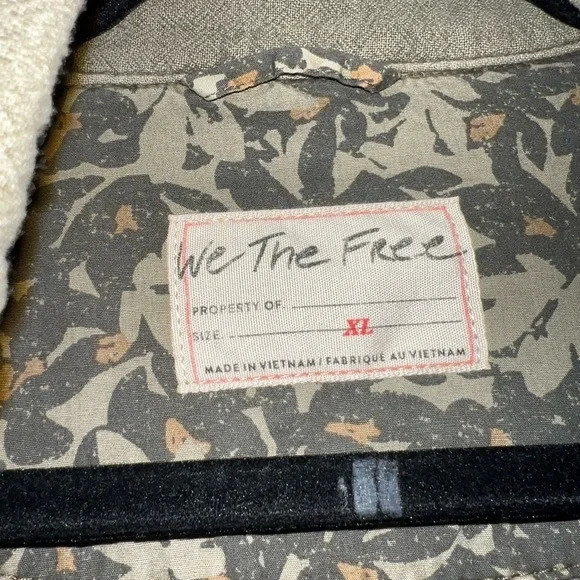 We The Free
PROPERTY OF.
SIZE. XL
MADE IN VIETNAM / FABRIQUÉ AU VIETNAM